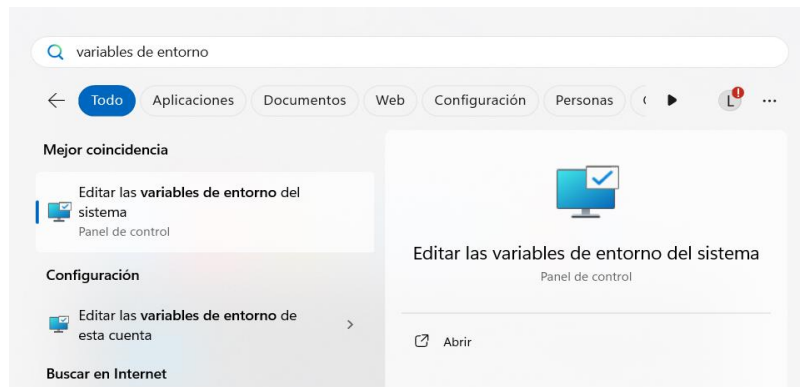 variables de entorno
Todo Aplicaciones Documentos Web Configuración Personas
L
Mejor coincidencia
Editar las variables de entorno del
sistema
Panel de control
Configuración
Editar las variables de entorno de
esta cuenta
Buscar en Internet
Editar las variables de entorno del sistema
Panel de control
Abrir